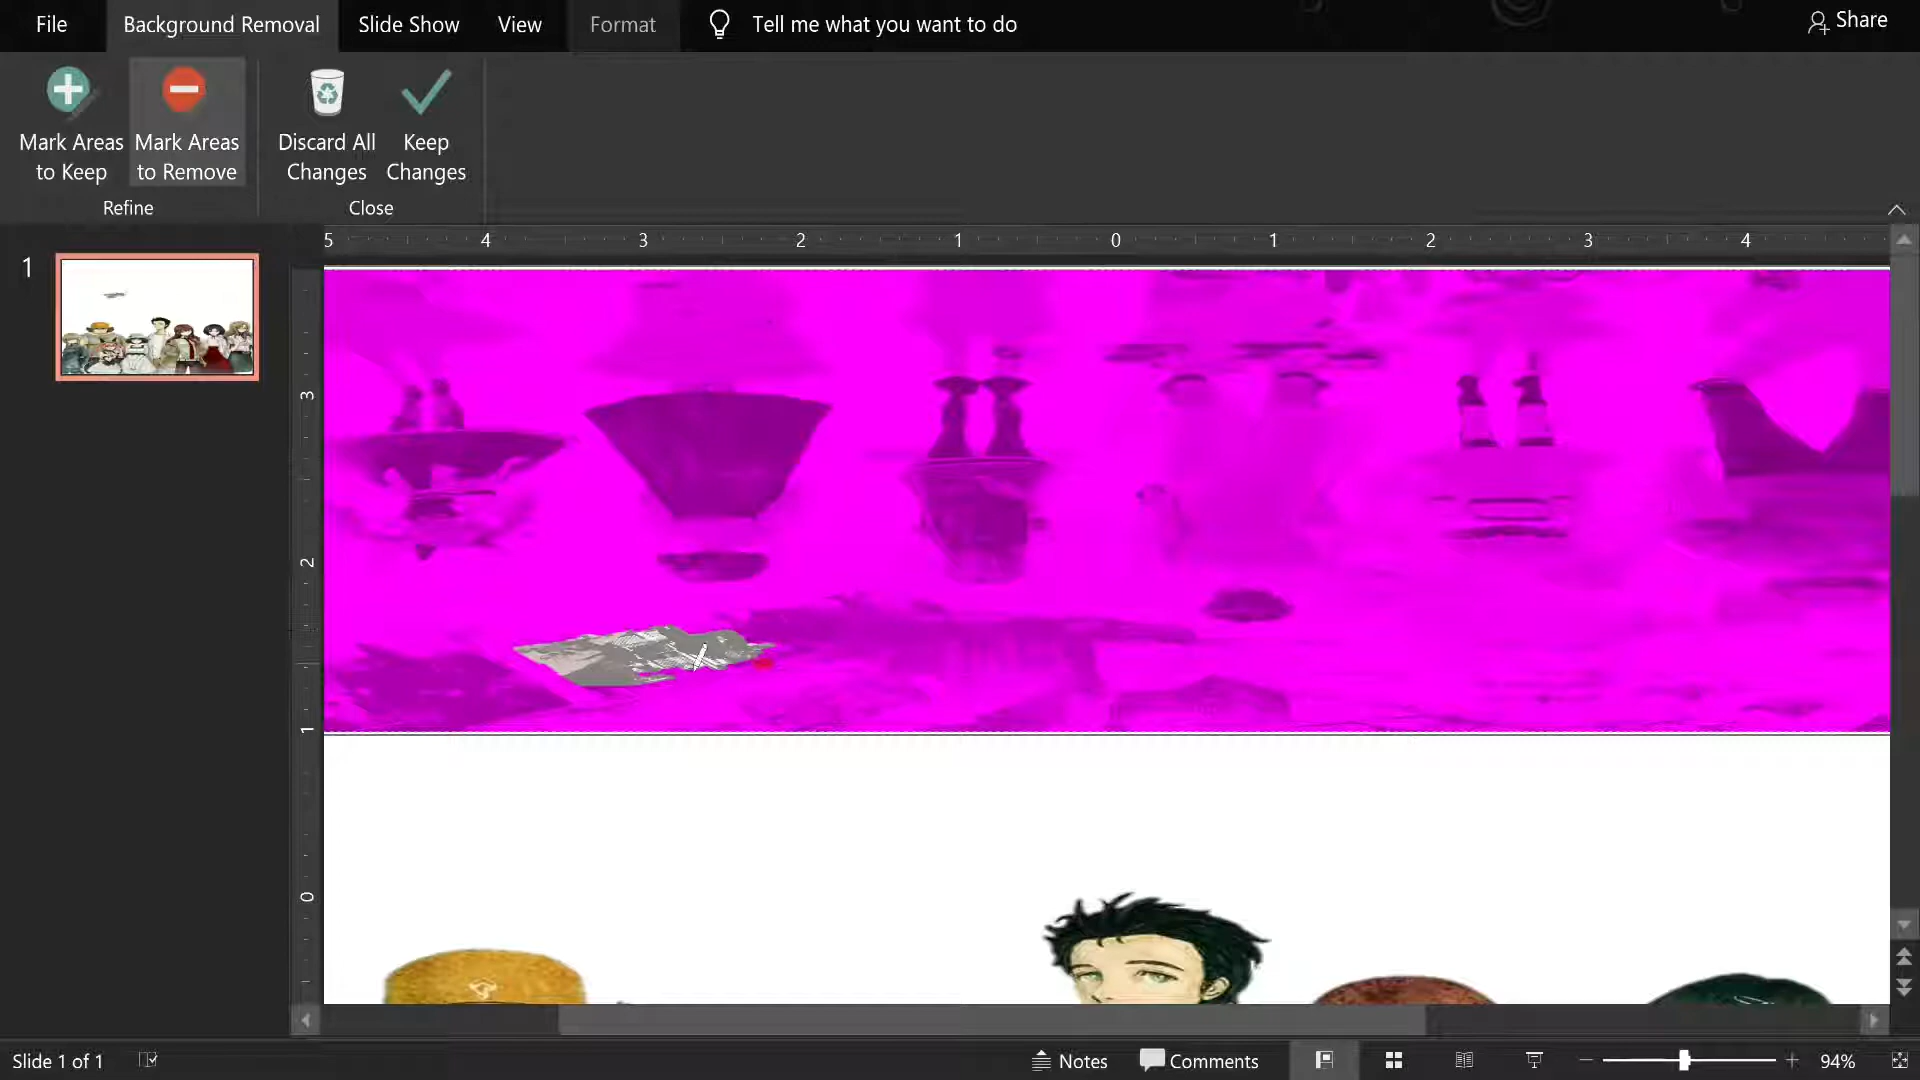 File Background Removal Slide Show View Format Tell me what you want to do Share
Mark Areas to Keep
Mark Areas to Remove
Discard All Changes
Keep Changes
Refine Close
5 4 3 2 1 0 1 2 3 4
1
3
2
1
0
Slide 1 of 1 Notes Comments 94%